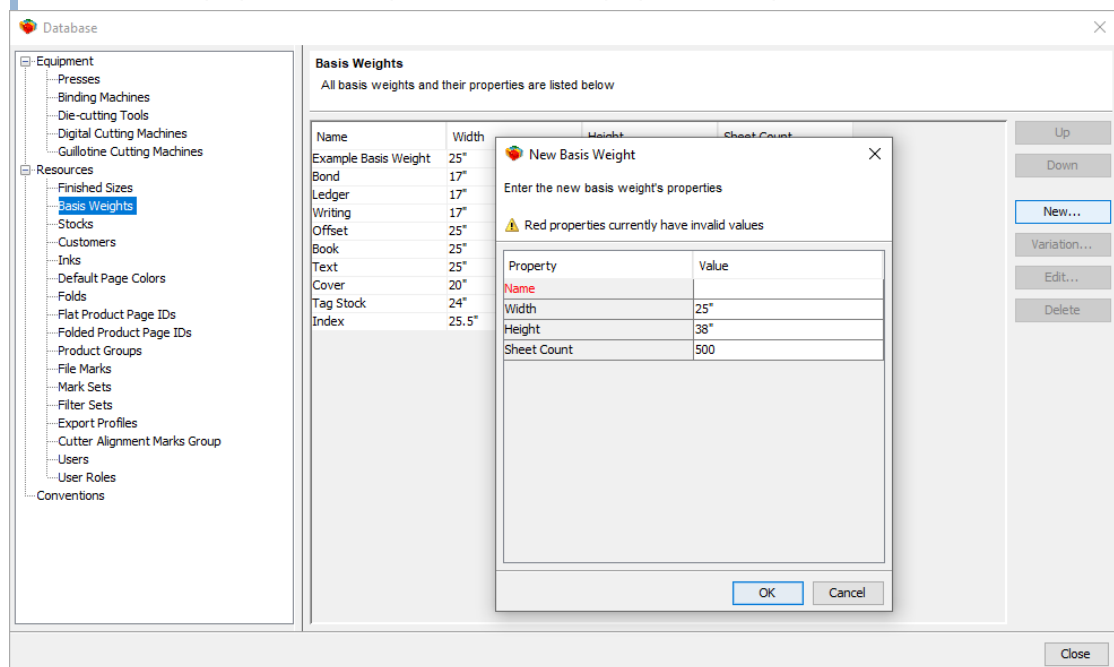 Database
Equipment
Presses
Binding Machines
Die-cutting Tools
Digital Cutting Machines
Guillotine Cutting Machines
Resources
Finished Sizes
Basis Weights
Stocks
Customers
Inks
Default Page Colors
Folds
Flat Product Page IDs
Folded Product Page IDs
Product Groups
File Marks
Mark Sets
Filter Sets
Export Profiles
Cutter Alignment Marks Group
Users
User Roles
Conventions
Basis Weights
All basis weights and their properties are listed below
Name Width Height Sheet Count
Example Basis Weight 25"
Bond 17"
Ledger 17"
Writing 17"
Offset 25"
Book 25"
Text 25"
Cover 20"
Tag Stock 24"
Index 25.5"
New Basis Weight
Enter the new basis weight's properties
Red properties currently have invalid values
Property Value
Name
Width 25"
Height 38"
Sheet Count 500
OK Cancel
Up
Down
New...
Variation...
Edit...
Delete
Close